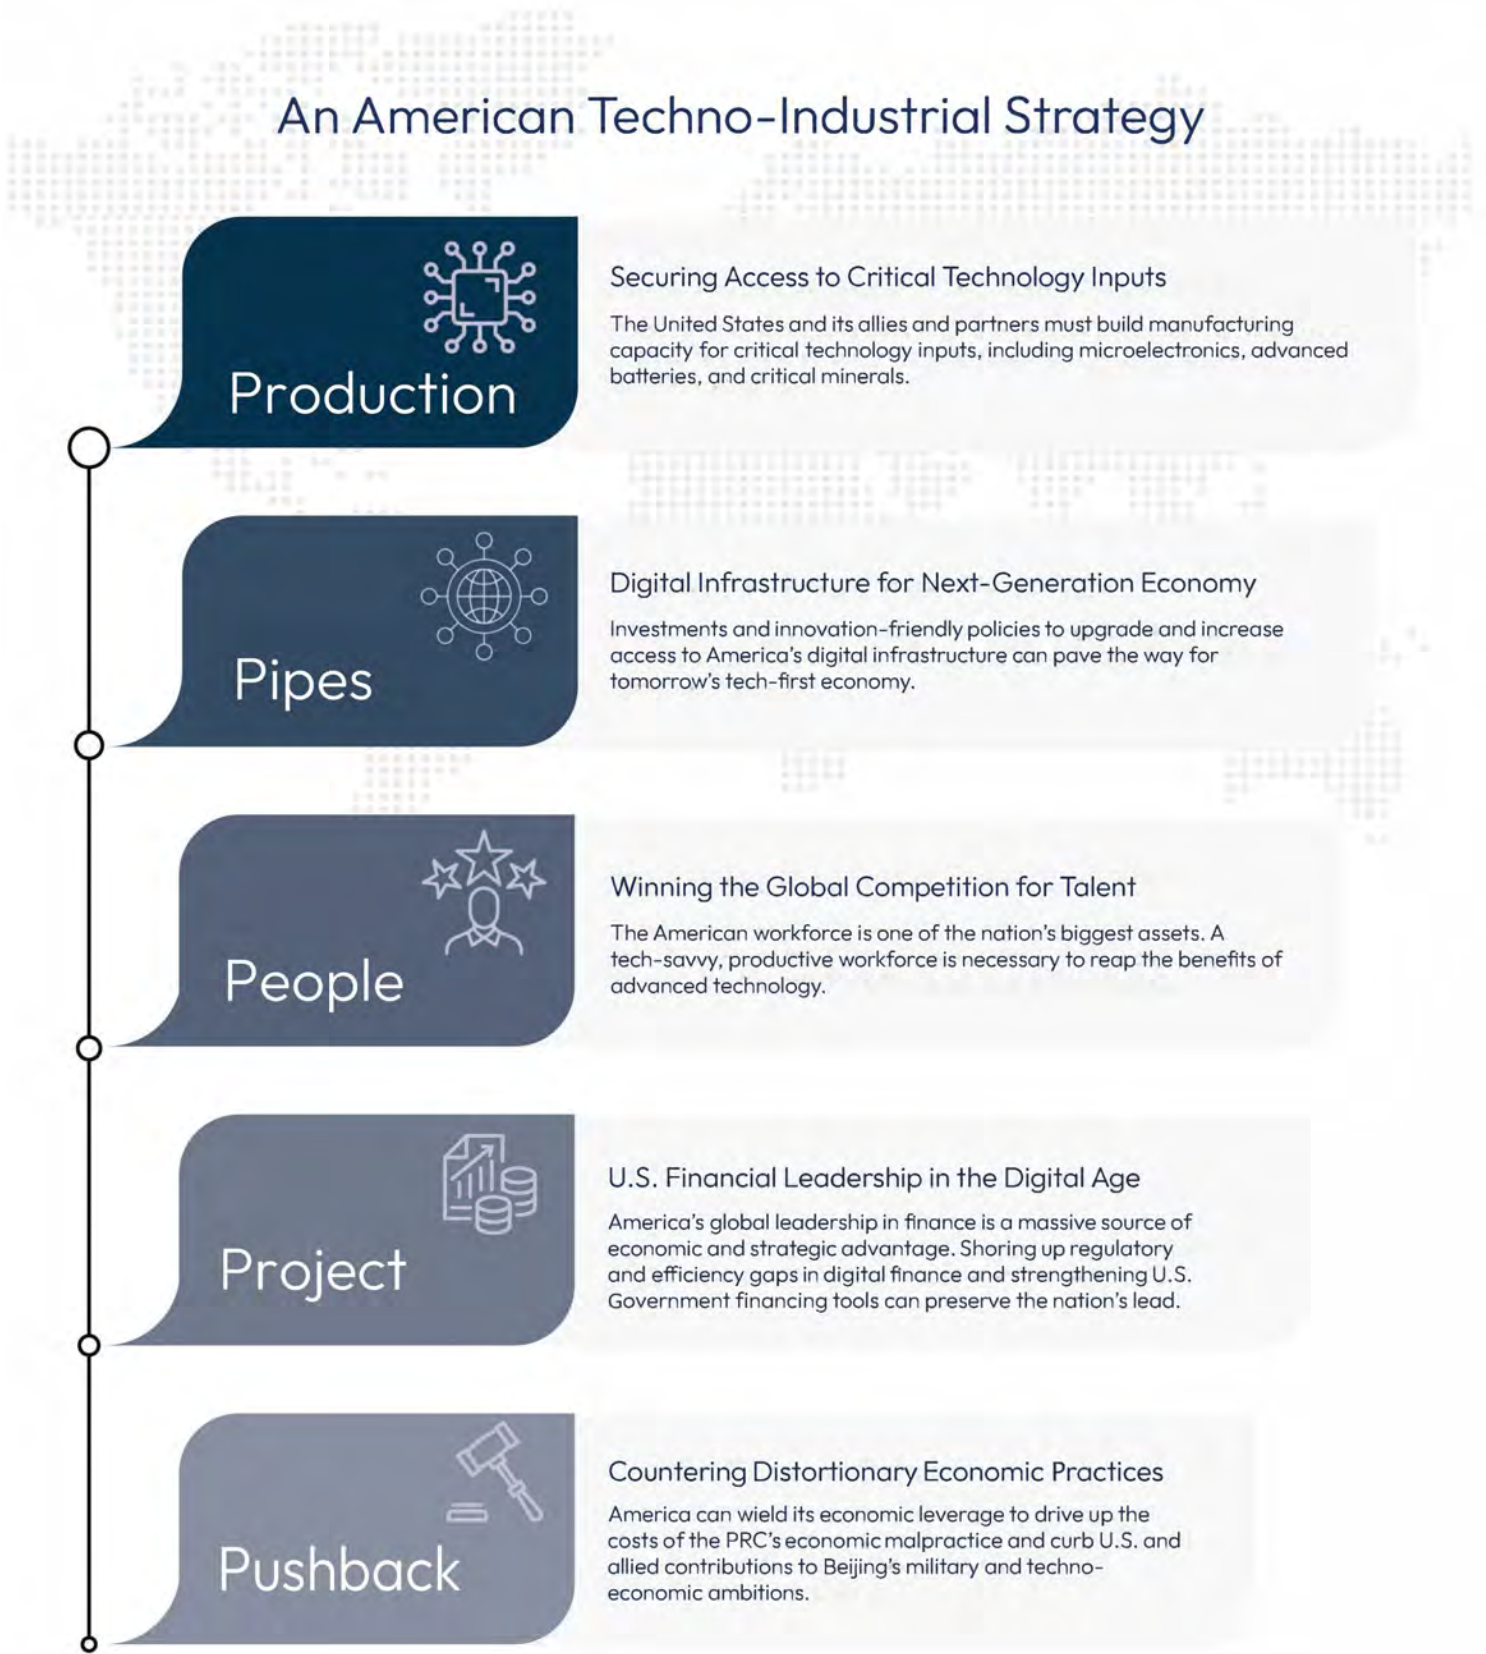 An American Techno-Industrial Strategy
Production
Securing Access to Critical Technology Inputs
The United States and its allies and partners must build manufacturing
capacity for critical technology inputs, including microelectronics, advanced
batteries, and critical minerals.
Pipes
Digital Infrastructure for Next-Generation Economy
Investments and innovation-friendly policies to upgrade and increase
access to America's digital infrastructure can pave the way for
tomorrow's tech-first economy.
People
Winning the Global Competition for Talent
The American workforce is one of the nation's biggest assets. A
tech-savvy, productive workforce is necessary to reap the benefits of
advanced technology.
Project
U.S. Financial Leadership in the Digital Age
America's global leadership in finance is a massive source of
economic and strategic advantage. Shoring up regulatory
and efficiency gaps in digital finance and strengthening U.S.
Government financing tools can preserve the nation's lead.
Pushback
Countering Distortionary Economic Practices
America can wield its economic leverage to drive up the
costs of the PRC's economic malpractice and curb U.S. and
allied contributions to Beijing's military and techno-
economic ambitions.